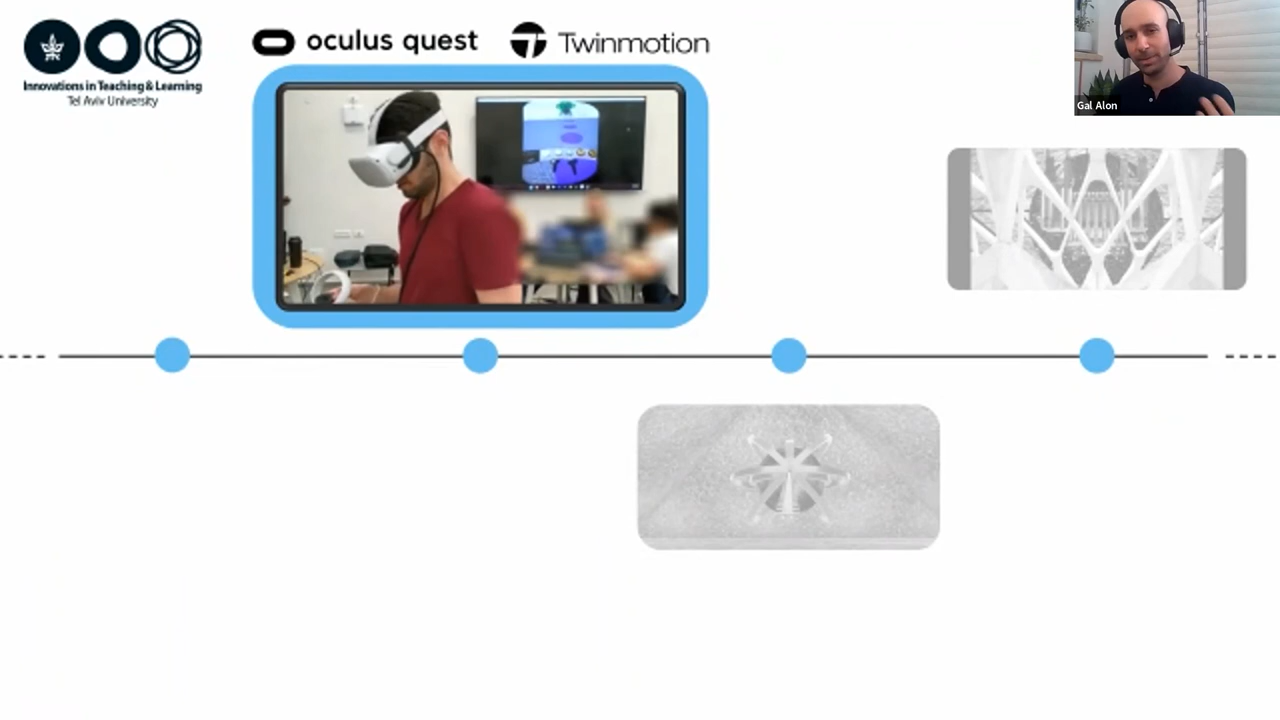 oculus quest
Twinmotion
Innovations in Teaching & Learning
Tel Aviv University
Gal Alon